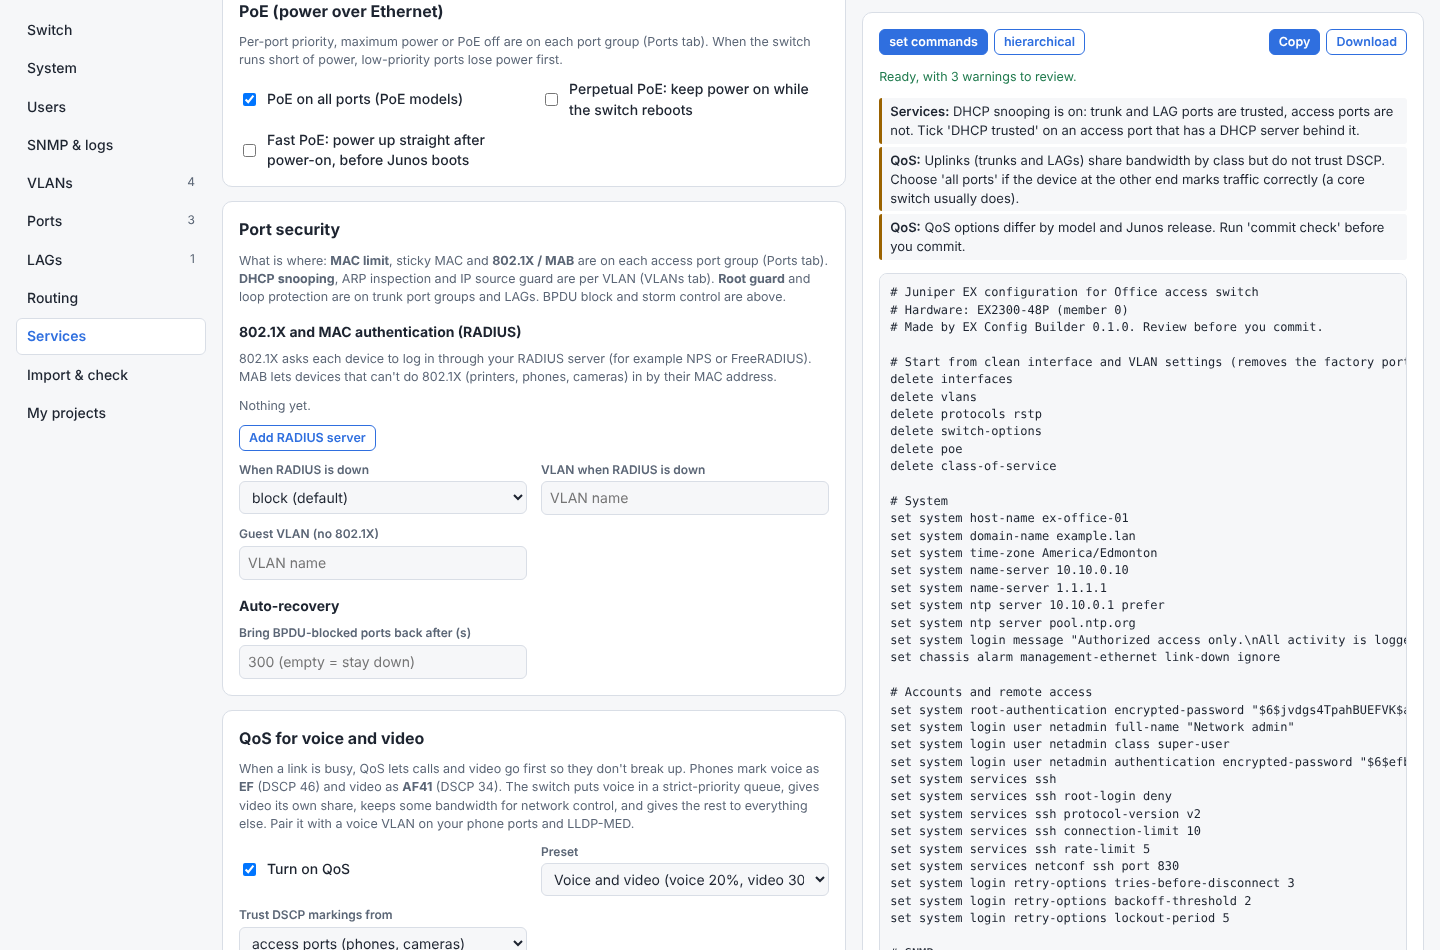 Switch
System
Users
SNMP & logs
VLANs 4
Ports 3
LAGs 1
Routing
Services
Import & check
My projects
PoE (power over Ethernet)
Per-port priority, maximum power or PoE off are on each port group (Ports tab). When the switch
runs short of power, low-priority ports lose power first.
PoE on all ports (PoE models)
Perpetual PoE: keep power on while
the switch reboots
Fast PoE: power up straight after
power-on, before Junos boots
Port security
What is where: MAC limit, sticky MAC and 802.1X / MAB are on each access port group (Ports tab).
DHCP snooping, ARP inspection and IP source guard are per VLAN (VLANs tab). Root guard and
loop protection are on trunk port groups and LAGs. BPDU block and storm control are above.
802.1X and MAC authentication (RADIUS)
802.1X asks each device to log in through your RADIUS server (for example NPS or FreeRADIUS).
MAB lets devices that can't do 802.1X (printers, phones, cameras) in by their MAC address.
Nothing yet.
Add RADIUS server
When RADIUS is down
block (default)
VLAN when RADIUS is down
VLAN name
Guest VLAN (no 802.1X)
VLAN name
Auto-recovery
Bring BPDU-blocked ports back after (s)
300 (empty = stay down)
QoS for voice and video
When a link is busy, QoS lets calls and video go first so they don't break up. Phones mark voice as
EF (DSCP 46) and video as AF41 (DSCP 34). The switch puts voice in a strict-priority queue, gives
video its own share, keeps some bandwidth for network control, and gives the rest to everything
else. Pair it with a voice VLAN on your phone ports and LLDP-MED.
Turn on QoS
Preset
Voice and video (voice 20%, video 30
Trust DSCP markings from
access ports (phones, cameras)
set commands
hierarchical
Copy
Download
Ready, with 3 warnings to review.
Services: DHCP snooping is on: trunk and LAG ports are trusted, access ports are
not. Tick 'DHCP trusted' on an access port that has a DHCP server behind it.
QoS: Uplinks (trunks and LAGs) share bandwidth by class but do not trust DSCP.
Choose 'all ports' if the device at the other end marks traffic correctly (a core
switch usually does).
QoS: QoS options differ by model and Junos release. Run 'commit check' before
you commit.
# Juniper EX configuration for Office access switch
# Hardware: EX2300-48P (member 0)
# Made by EX Config Builder 0.1.0. Review before you commit.
# Start from clean interface and VLAN settings (removes the factory port
delete interfaces
delete vlans
delete protocols rstp
delete switch-options
delete poe
delete class-of-service
# System
set system host-name ex-office-01
set system domain-name example.lan
set system time-zone America/Edmonton
set system name-server 10.10.0.10
set system name-server 1.1.1.1
set system ntp server 10.10.0.1 prefer
set system ntp server pool.ntp.org
set system login message "Authorized access only.\nAll activity is logge
set chassis alarm management-ethernet link-down ignore
# Accounts and remote access
set system root-authentication encrypted-password "$6$jvdgs4TpahBUEFVK$
set system login user netadmin full-name "Network admin"
set system login user netadmin class super-user
set system login user netadmin authentication encrypted-password "$6$ef
set system services ssh
set system services ssh root-login deny
set system services ssh protocol-version v2
set system services ssh connection-limit 10
set system services ssh rate-limit 5
set system services netconf ssh port 830
set system login retry-options tries-before-disconnect 3
set system login retry-options backoff-threshold 2
set system login retry-options lockout-period 5